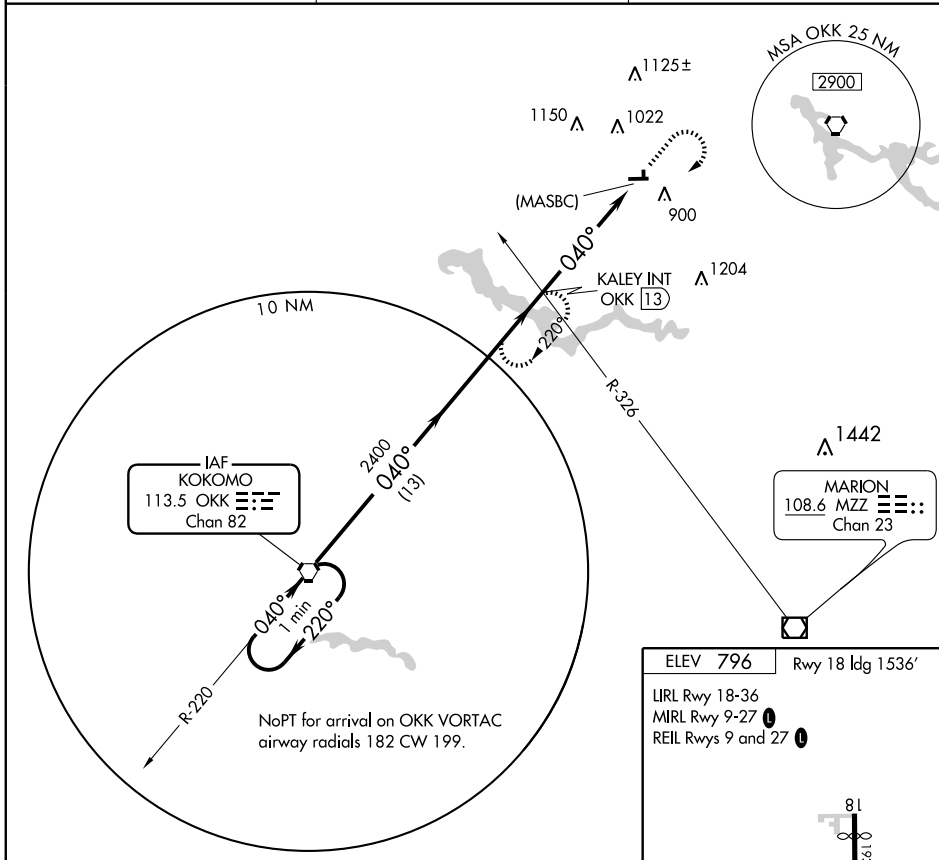 MSA OKK 25 NM
2900
1125±
1150
1022
(MASBC)
900
040°
KALEY INT
OKK 13
1204
10 NM
220°
R-326
2400
040°
(13)
1442
IAF
KOKOMO
113.5 OKK
Chan 82
MARION
108.6 MZZ
Chan 23
040°
1 min
220°
R-220
NoPT for arrival on OKK VORTAC
airway radials 182 CW 199.
ELEV 796
Rwy 18 ldg 1536'
LIRL Rwy 18-36
MIRL Rwy 9-27 L
REIL Rwys 9 and 27 L
18